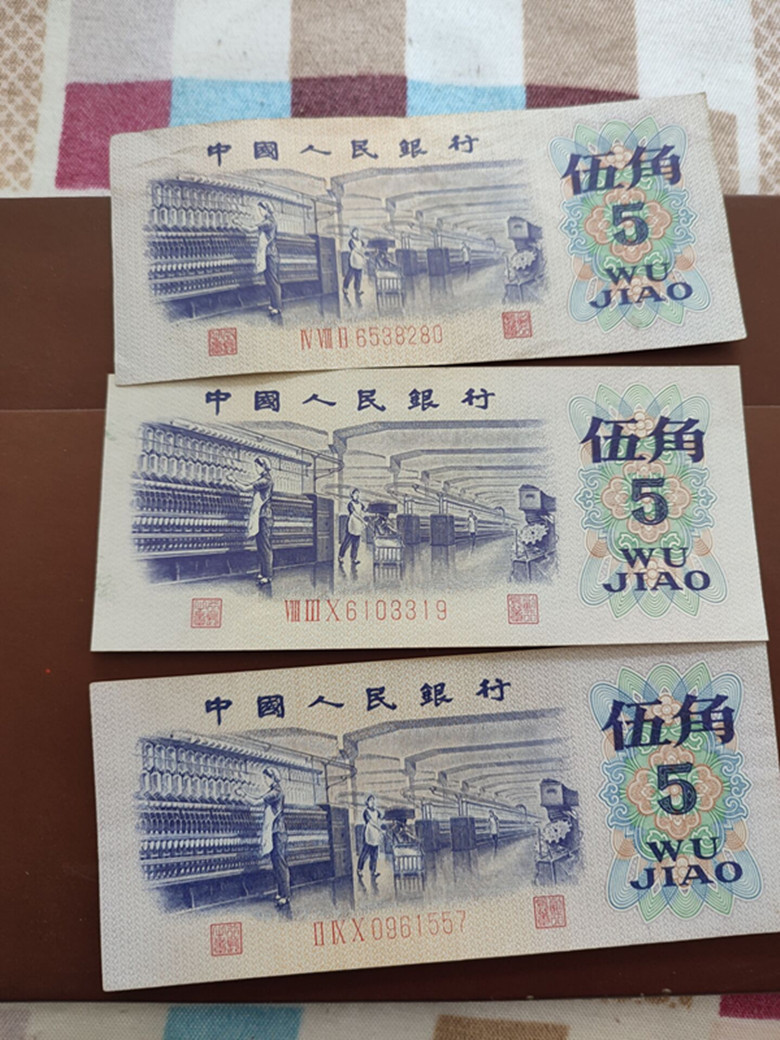 中國人民銀行
伍角
5
WU
JIAO
Ⅳ Ⅷ Ⅱ 6538280
中國人民銀行
伍角
5
WU
JIAO
Ⅷ Ⅲ Ⅹ 6103319
中國人民銀行
伍角
5
WU
JIAO
Ⅱ Ⅸ Ⅹ 0961557